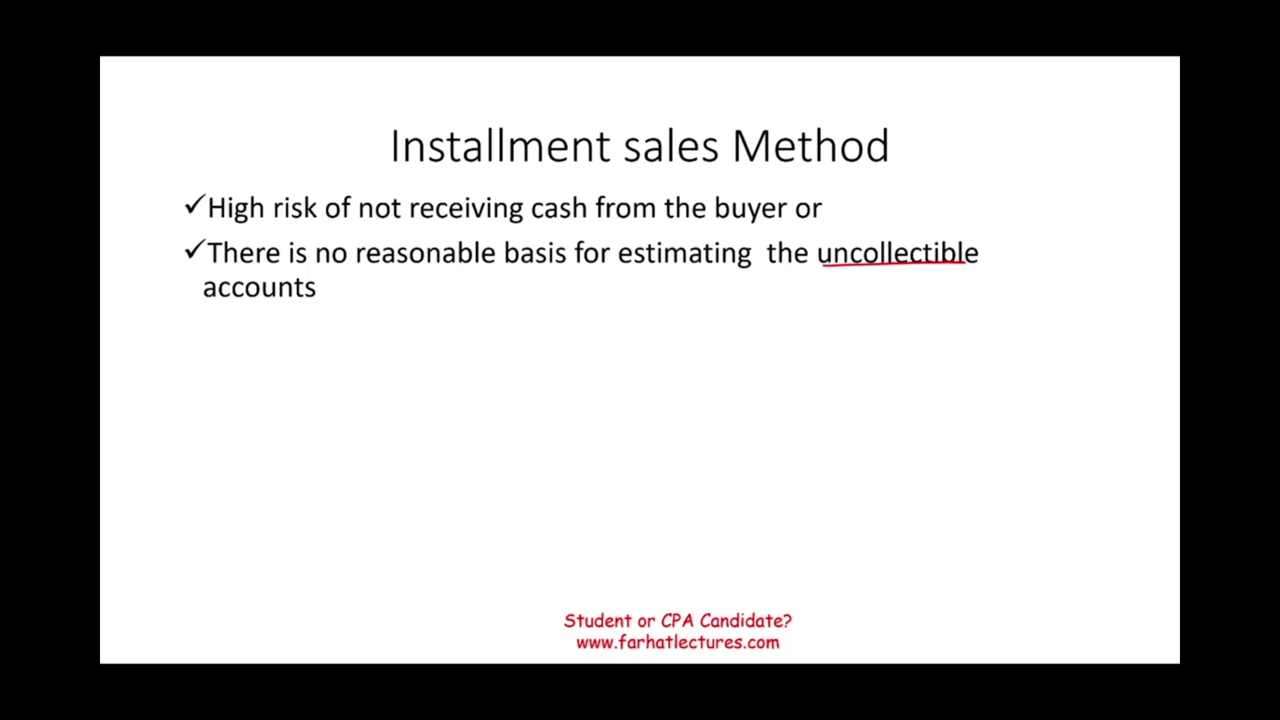 Installment sales Method
✓High risk of not receiving cash from the buyer or
✓There is no reasonable basis for estimating the uncollectible
accounts
Student or CPA Candidate?
www.farhatlectures.com